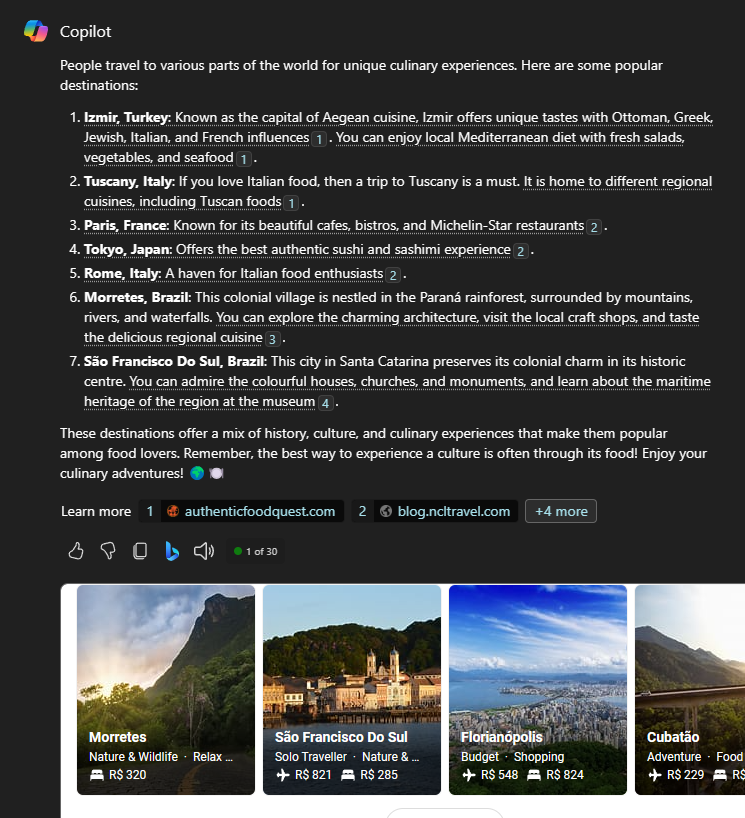 Copilot
People travel to various parts of the world for unique culinary experiences. Here are some popular
destinations:
1. Izmir, Turkey: Known as the capital of Aegean cuisine, Izmir offers unique tastes with Ottoman, Greek,
Jewish, Italian, and French influences 1 . You can enjoy local Mediterranean diet with fresh salads,
vegetables, and seafood 1 .
2. Tuscany, Italy: If you love Italian food, then a trip to Tuscany is a must. It is home to different regional
cuisines, including Tuscan foods 1 .
3. Paris, France: Known for its beautiful cafes, bistros, and Michelin-Star restaurants 2 .
4. Tokyo, Japan: Offers the best authentic sushi and sashimi experience 2 .
5. Rome, Italy: A haven for Italian food enthusiasts 2 .
6. Morretes, Brazil: This colonial village is nestled in the Paraná rainforest, surrounded by mountains,
rivers, and waterfalls. You can explore the charming architecture, visit the local craft shops, and taste
the delicious regional cuisine 3 .
7. São Francisco Do Sul, Brazil: This city in Santa Catarina preserves its colonial charm in its historic
centre. You can admire the colourful houses, churches, and monuments, and learn about the maritime
heritage of the region at the museum 4 .
These destinations offer a mix of history, culture, and culinary experiences that make them popular
among food lovers. Remember, the best way to experience a culture is often through its food! Enjoy your
culinary adventures! 🌍 🍽️
Learn more 1 authenticfoodquest.com 2 blog.ncltravel.com +4 more
1 of 30
Morretes
Nature & Wildlife · Relax ...
R$ 320
São Francisco Do Sul
Solo Traveller · Nature & ...
R$ 821 R$ 285
Florianópolis
Budget · Shopping
R$ 548 R$ 824
Cubatão
Adventure · Food
R$ 229 R$